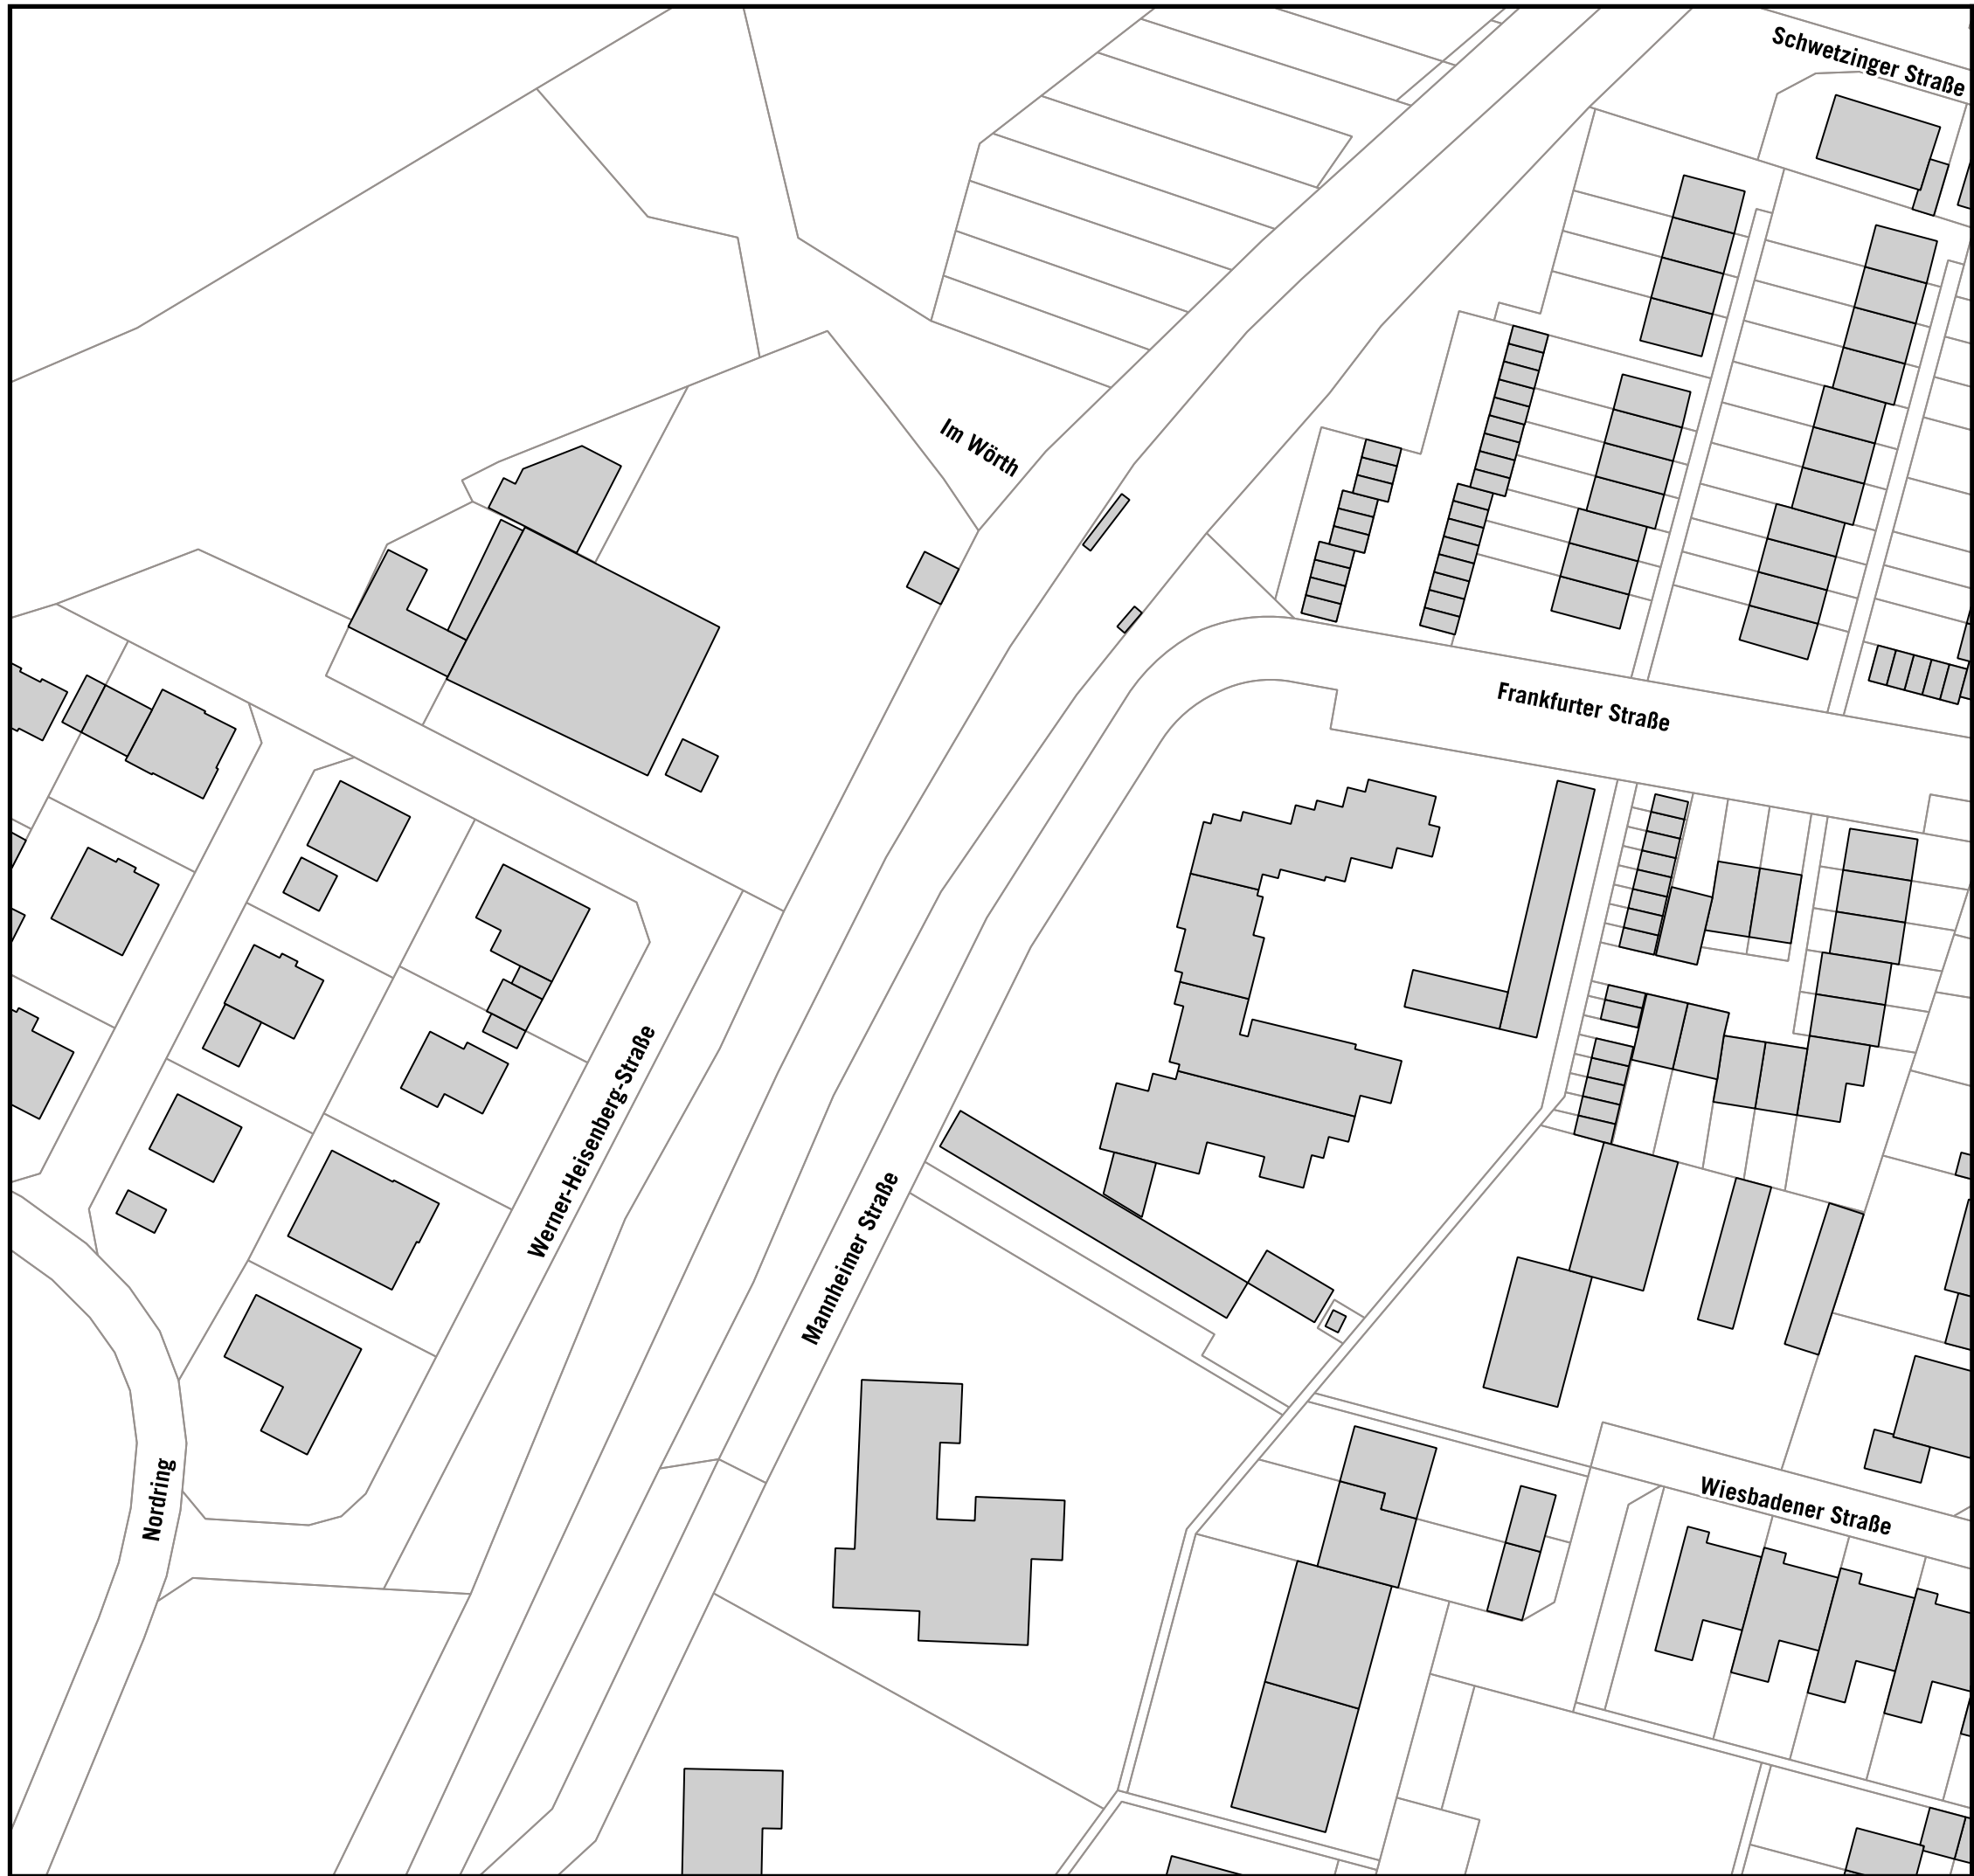 Schwetzinger Straße
Im Wörth
Frankfurter Straße
Werner-Heisenberg-Straße
Mannheimer Straße
Nordring
Wiesbadener Straße